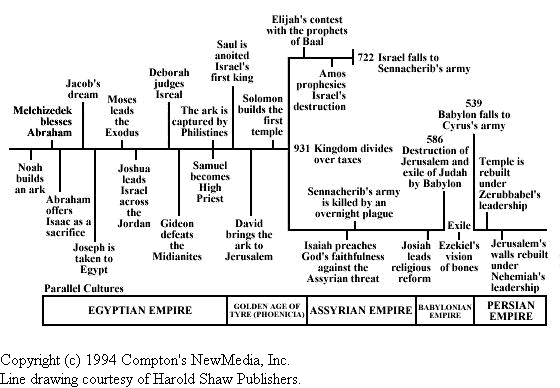 Elijah's contest
with the prophets
of Baal
722 Israel falls to
Sennacherib's army
Saul is
anoited
Israel's
first king
Amos
prophesies
Israel's
destruction
539
Babylon falls to
Cyrus's army
Jacob's
dream
Deborah
judges
Isreal
Melchizedek
blesses
Abraham
Moses
leads
the
Exodus
The ark is
captured by
Philistines
Solomon
builds the
first
temple
931 Kingdom divides
over taxes
586
Destruction of
Jerusalem and
exile of Judah
by Babylon
Noah
builds
an ark
Abraham
offers
Isaac as a
sacrifice
Joseph is
taken to
Egypt
Joshua
leads
Israel
across
the
Jordan
Gideon
defeats
the
Midianites
Samuel
becomes
High
Priest
David
brings the
ark to
Jerusalem
Sennacherib's army
is killed by an
overnight plague
Temple is
rebuilt
under
Zerubbabel's
leadership
Isaiah preaches
God's faithfulness
against the
Assyrian threat
Josiah
leads
religious
reform
Exile
Ezekiel's
vision
of bones
Jerusalem's
walls rebuilt
under
Nehemiah's
leadership
Parallel Cultures
EGYPTIAN EMPIRE
GOLDEN AGE OF
TYRE (PHOENICIA)
ASSYRIAN EMPIRE
BABYLONIAN
EMPIRE
PERSIAN
EMPIRE
Copyright (c) 1994 Compton's NewMedia, Inc.
Line drawing courtesy of Harold Shaw Publishers.